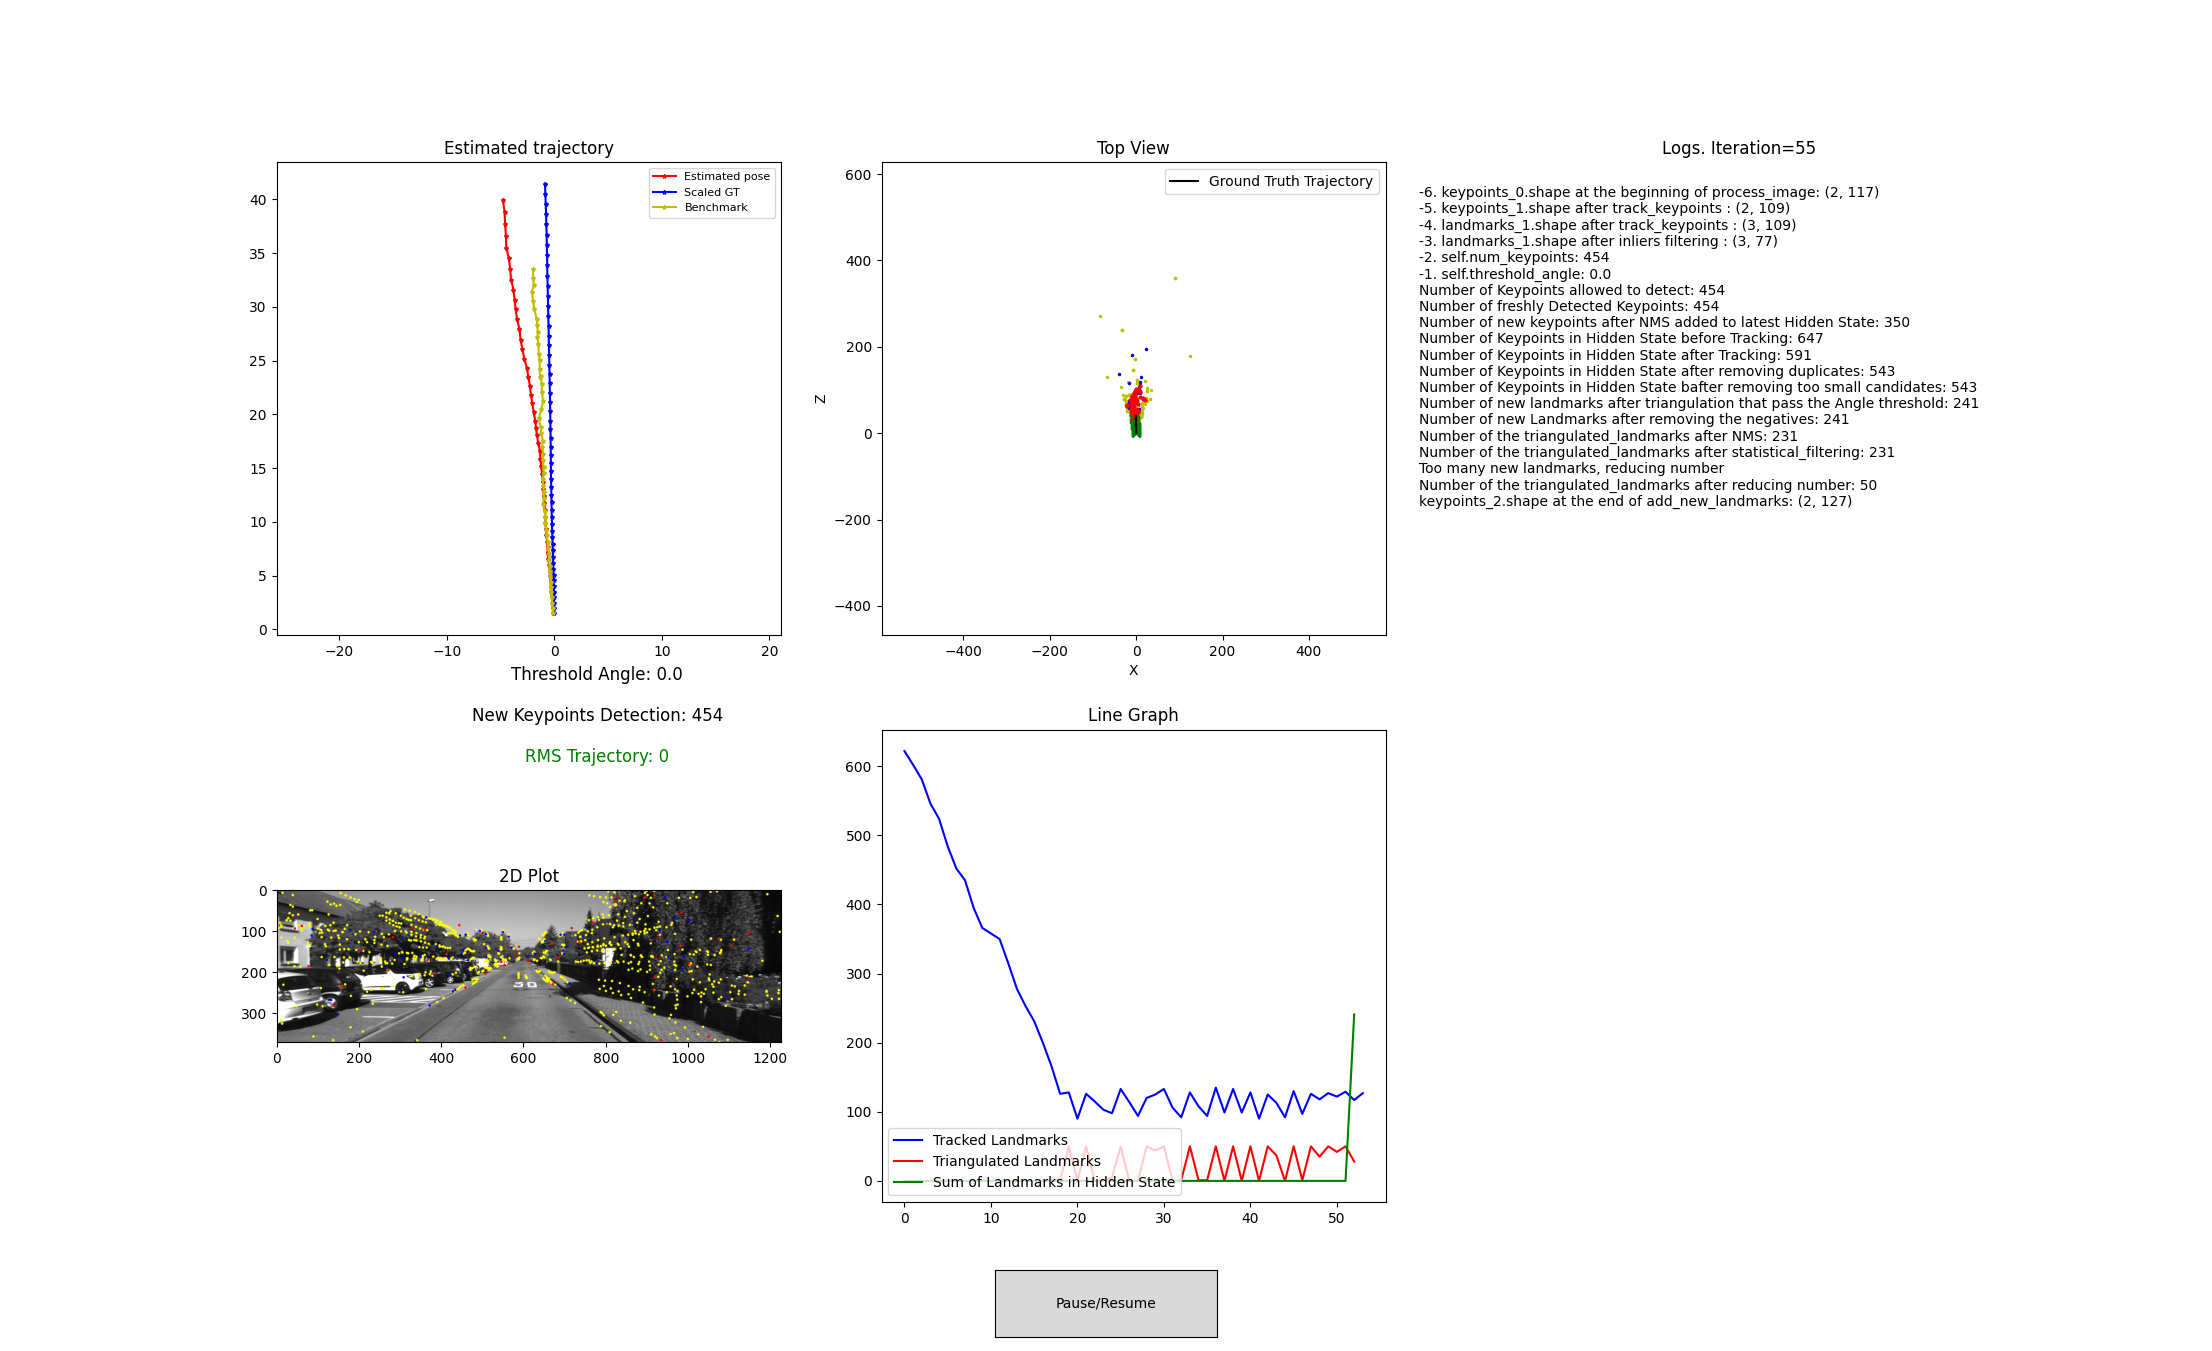 Estimated trajectory
Estimated pose
Scaled GT
Benchmark
40
35
30
25
20
15
10
5
0
−20
−10
0
10
20
Threshold Angle: 0.0
New Keypoints Detection: 454
RMS Trajectory: 0
Top View
Ground Truth Trajectory
Z
600
400
200
0
−200
−400
−400
−200
0
200
400
X
Logs. Iteration=55
-6. keypoints_0.shape at the beginning of process_image: (2, 117)
-5. keypoints_1.shape after track_keypoints : (2, 109)
-4. landmarks_1.shape after track_keypoints : (3, 109)
-3. landmarks_1.shape after inliers filtering : (3, 77)
-2. self.num_keypoints: 454
-1. self.threshold_angle: 0.0
Number of Keypoints allowed to detect: 454
Number of freshly Detected Keypoints: 454
Number of new keypoints after NMS added to latest Hidden State: 350
Number of Keypoints in Hidden State before Tracking: 647
Number of Keypoints in Hidden State after Tracking: 591
Number of Keypoints in Hidden State after removing duplicates: 543
Number of Keypoints in Hidden State bafter removing too small candidates: 543
Number of new landmarks after triangulation that pass the Angle threshold: 241
Number of new Landmarks after removing the negatives: 241
Number of the triangulated_landmarks after NMS: 231
Number of the triangulated_landmarks after statistical_filtering: 231
Too many new landmarks, reducing number
Number of the triangulated_landmarks after reducing number: 50
keypoints_2.shape at the end of add_new_landmarks: (2, 127)
2D Plot
0
100
200
300
50
0
200
400
600
800
1000
1200
Line Graph
600
500
400
300
200
100
0
Tracked Landmarks
Triangulated Landmarks
Sum of Landmarks in Hidden State
0
10
20
30
40
50
Pause/Resume